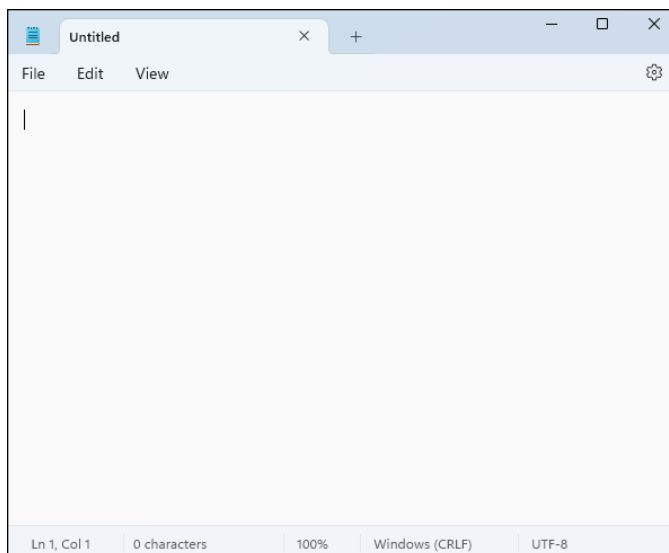 Untitled
File Edit View
Ln 1, Col 1 0 characters 100% Windows (CRLF) UTF-8